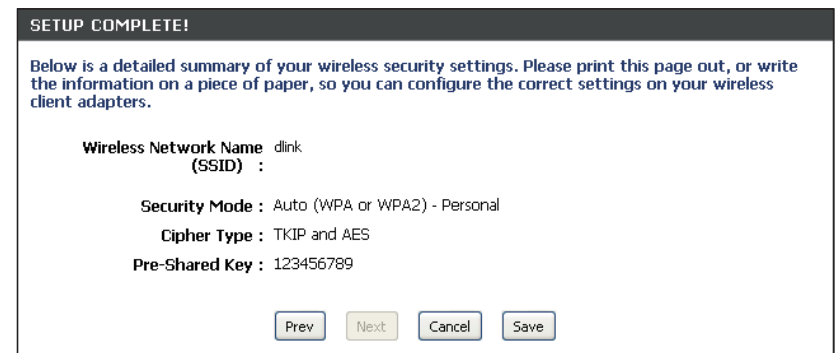 SETUP COMPLETE!
Below is a detailed summary of your wireless security settings. Please print this page out, or write
the information on a piece of paper, so you can configure the correct settings on your wireless
client adapters.
Wireless Network Name (SSID) : dlink
Security Mode : Auto (WPA or WPA2) - Personal
Cipher Type : TKIP and AES
Pre-Shared Key : 123456789
Prev Next Cancel Save